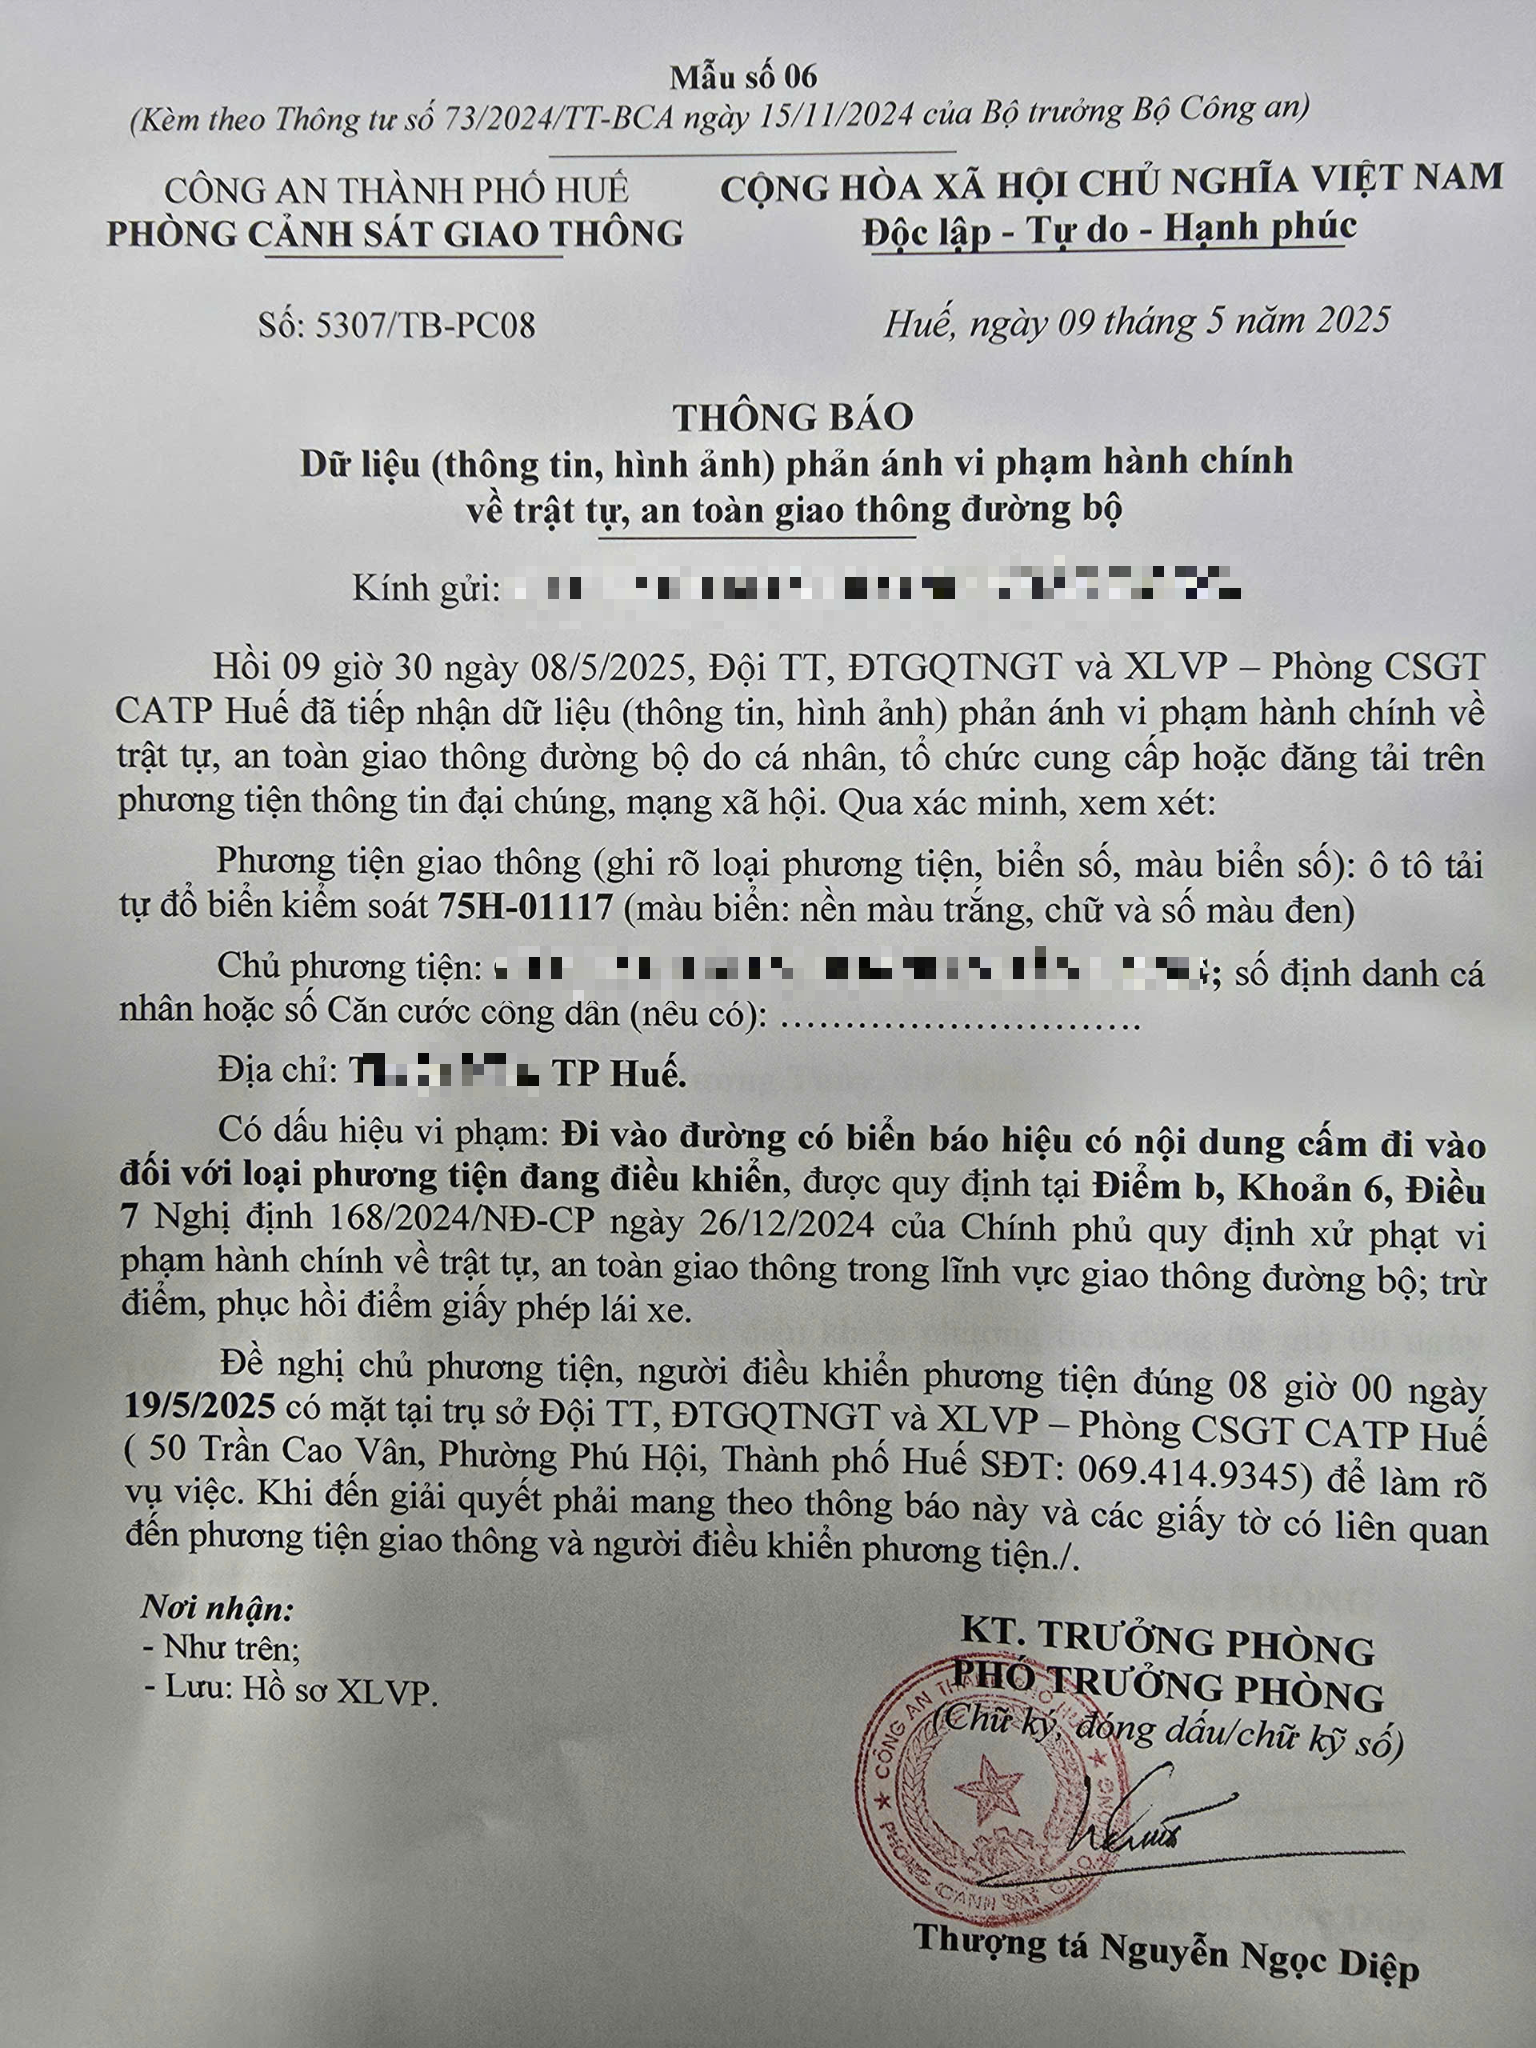 Mẫu số 06
(Kèm theo Thông tư số 73/2024/TT-BCA ngày 15/11/2024 của Bộ trưởng Bộ Công an)
CÔNG AN THÀNH PHỐ HUẾ
PHÒNG CẢNH SÁT GIAO THÔNG
CỘNG HÒA XÃ HỘI CHỦ NGHĨA VIỆT NAM
Độc lập - Tự do - Hạnh phúc
Số: 5307/TB-PC08
Huế, ngày 09 tháng 5 năm 2025
THÔNG BÁO
Dữ liệu (thông tin, hình ảnh) phản ánh vi phạm hành chính
về trật tự, an toàn giao thông đường bộ
Kính gửi:
Hồi 09 giờ 30 ngày 08/5/2025, Đội TT, ĐTGQTNGT và XLVP – Phòng CSGT
CATP Huế đã tiếp nhận dữ liệu (thông tin, hình ảnh) phản ánh vi phạm hành chính về
trật tự, an toàn giao thông đường bộ do cá nhân, tổ chức cung cấp hoặc đăng tải trên
phương tiện thông tin đại chúng, mạng xã hội. Qua xác minh, xem xét:
Phương tiện giao thông (ghi rõ loại phương tiện, biển số, màu biển số): ô tô tải
tự đổ biển kiểm soát 75H-01117 (màu biển: nền màu trắng, chữ và số màu đen)
Chủ phương tiện: ; số định danh cá
nhân hoặc số Căn cước công dân (nêu có): ............................
Địa chỉ: TP Huế.
Có dấu hiệu vi phạm: Đi vào đường có biển báo hiệu có nội dung cấm đi vào
đối với loại phương tiện đang điều khiển, được quy định tại Điểm b, Khoản 6, Điều
7 Nghị định 168/2024/NĐ-CP ngày 26/12/2024 của Chính phủ quy định xử phạt vi
phạm hành chính về trật tự, an toàn giao thông trong lĩnh vực giao thông đường bộ; trừ
điểm, phục hồi điểm giấy phép lái xe.
Đề nghị chủ phương tiện, người điều khiển phương tiện đúng 08 giờ 00 ngày
19/5/2025 có mặt tại trụ sở Đội TT, ĐTGQTNGT và XLVP – Phòng CSGT CATP Huế
( 50 Trần Cao Vân, Phường Phú Hội, Thành phố Huế SĐT: 069.414.9345) để làm rõ
vụ việc. Khi đến giải quyết phải mang theo thông báo này và các giấy tờ có liên quan
đến phương tiện giao thông và người điều khiển phương tiện./.
Nơi nhận:
- Như trên;
- Lưu: Hồ sơ XLVP.
KT. TRƯỞNG PHÒNG
PHÓ TRƯỞNG PHÒNG
(Chữ ký, đóng dấu/chữ kỹ số)
CÔNG AN THÀNH PHỐ HUẾ
PHÒNG CẢNH SÁT GIAO THÔNG
Thượng tá Nguyễn Ngọc Diệp